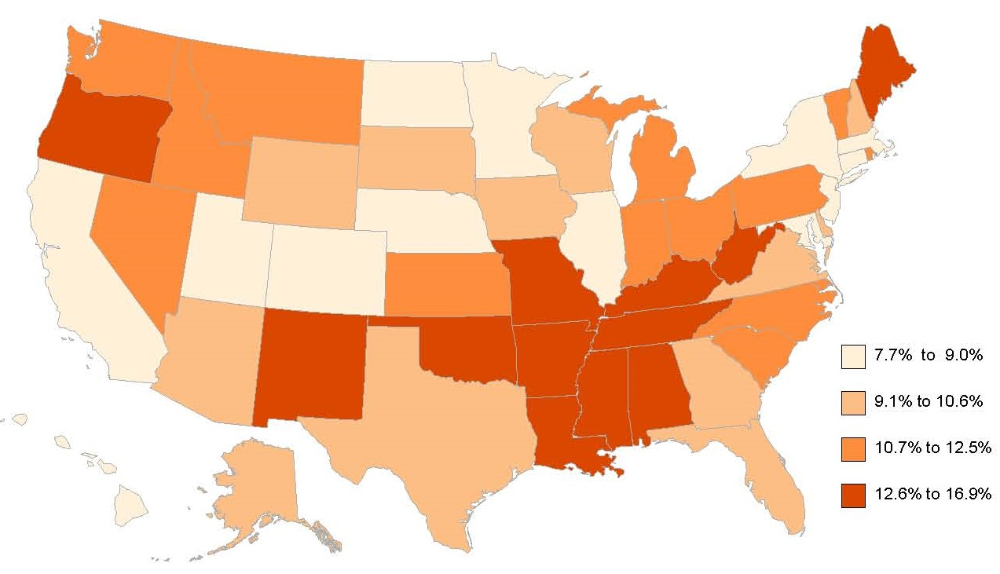 7.7% to 9.0%
9.1% to 10.6%
10.7% to 12.5%
12.6% to 16.9%